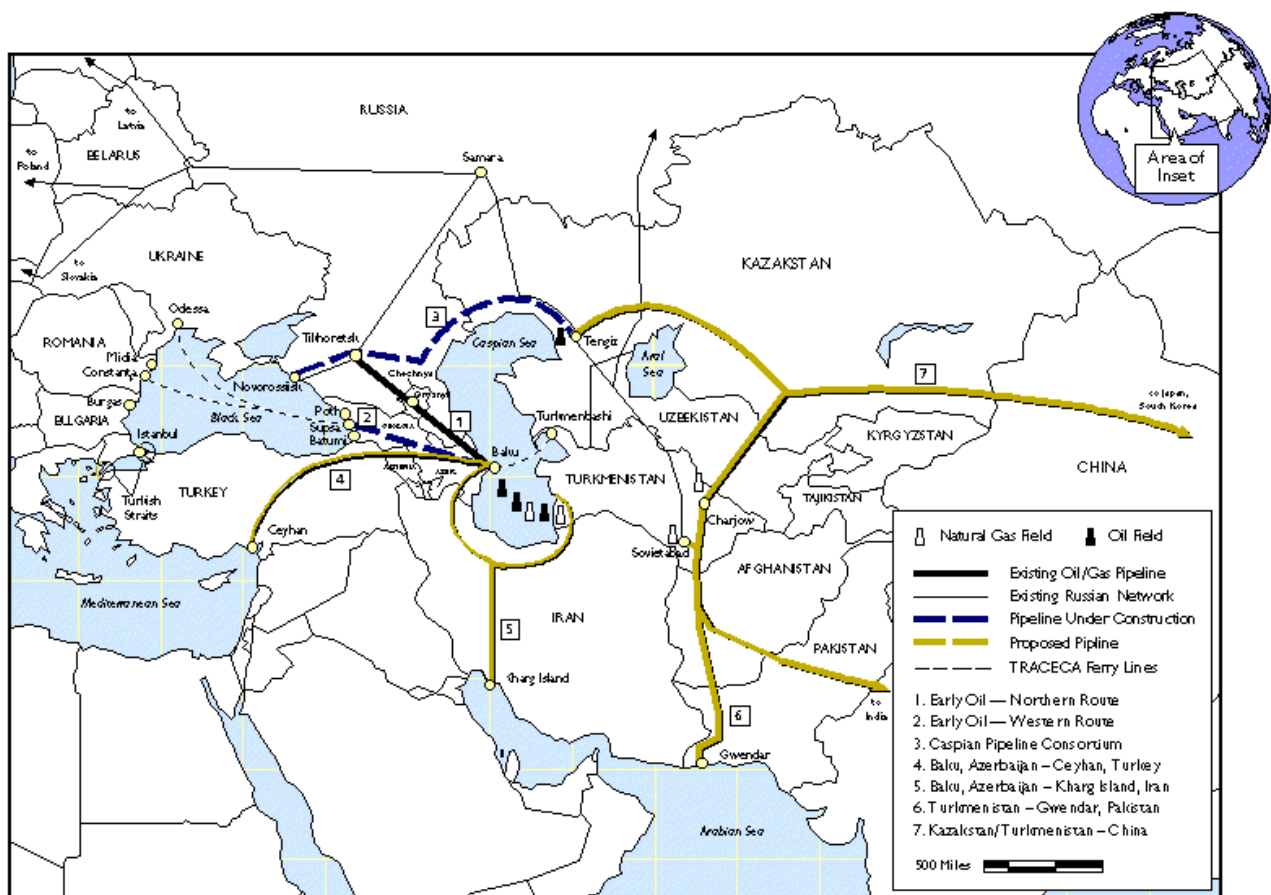 Area of
Inset
RUSSIA
to
Latvia
to
Poland
BELARUS
Samara
UKRAINE
to
Slovakia
KAZAKSTAN
Odessa
3
ROMANIA
Tilhoretsk
Caspian Sea
Tengiz
Aral
Sea
Midia
Constanta
Chechnya
7
Novorossiisk
Grozny
to Japan,
South Korea
Burgas
Black Sea
Poti
2
1
Turkmenbashi
UZBEKISTAN
BULGARIA
Supsa
Batumi
KYRGYZSTAN
Istanbul
Baku
CHINA
4
TURKEY
TURKMENISTAN
TAJIKISTAN
Turkish
Straits
Charjow
Ceyhan
Sovietabad
AFGHANISTAN
Mediterranean Sea
IRAN
5
PAKISTAN
Kharg Island
to
India
6
Gwendar
Arabian Sea
Natural Gas Field
Oil Field
Existing Oil/Gas Pipeline
Existing Russian Network
Pipeline Under Construction
Proposed Pipline
TRACECA Ferry Lines
1. Early Oil — Northern Route
2. Early Oil — Western Route
3. Caspian Pipeline Consortium
4. Baku, Azerbaijan – Ceyhan, Turkey
5. Baku, Azerbaijan – Kharg Island, Iran
6. Turkmenistan – Gwendar, Pakistan
7. Kazakstan/Turkmenistan – China
500 Miles